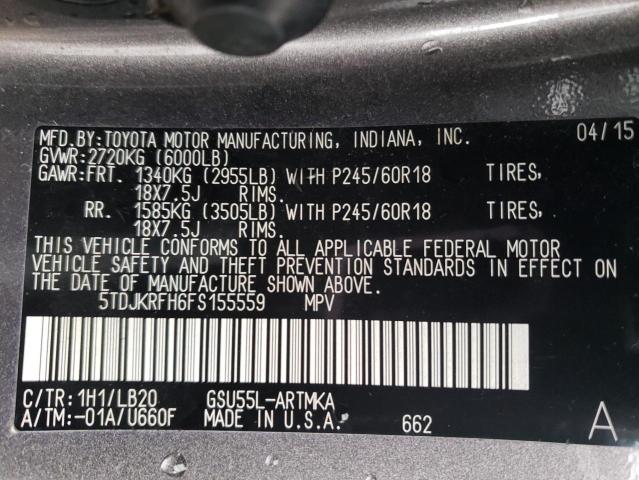 MFD.BY:TOYOTA MOTOR MANUFACTURING, INDIANA, INC. 04/15
GVWR:2720KG (6000LB)
GAWR:FRT. 1340KG (2955LB) WITH P245/60R18 TIRES,
18X7.5J RIMS.
RR. 1585KG (3505LB) WITH P245/60R18 TIRES,
18X7.5J RIMS.
THIS VEHICLE CONFORMS TO ALL APPLICABLE FEDERAL MOTOR
VEHICLE SAFETY AND THEFT PREVENTION STANDARDS IN EFFECT ON
THE DATE OF MANUFACTURE SHOWN ABOVE.
5TDJKRFH6FS155559 MPV
C/TR:1H1/LB20 GSU55L-ARTMKA
A/TM:-01A/U660F MADE IN U.S.A. 662 A